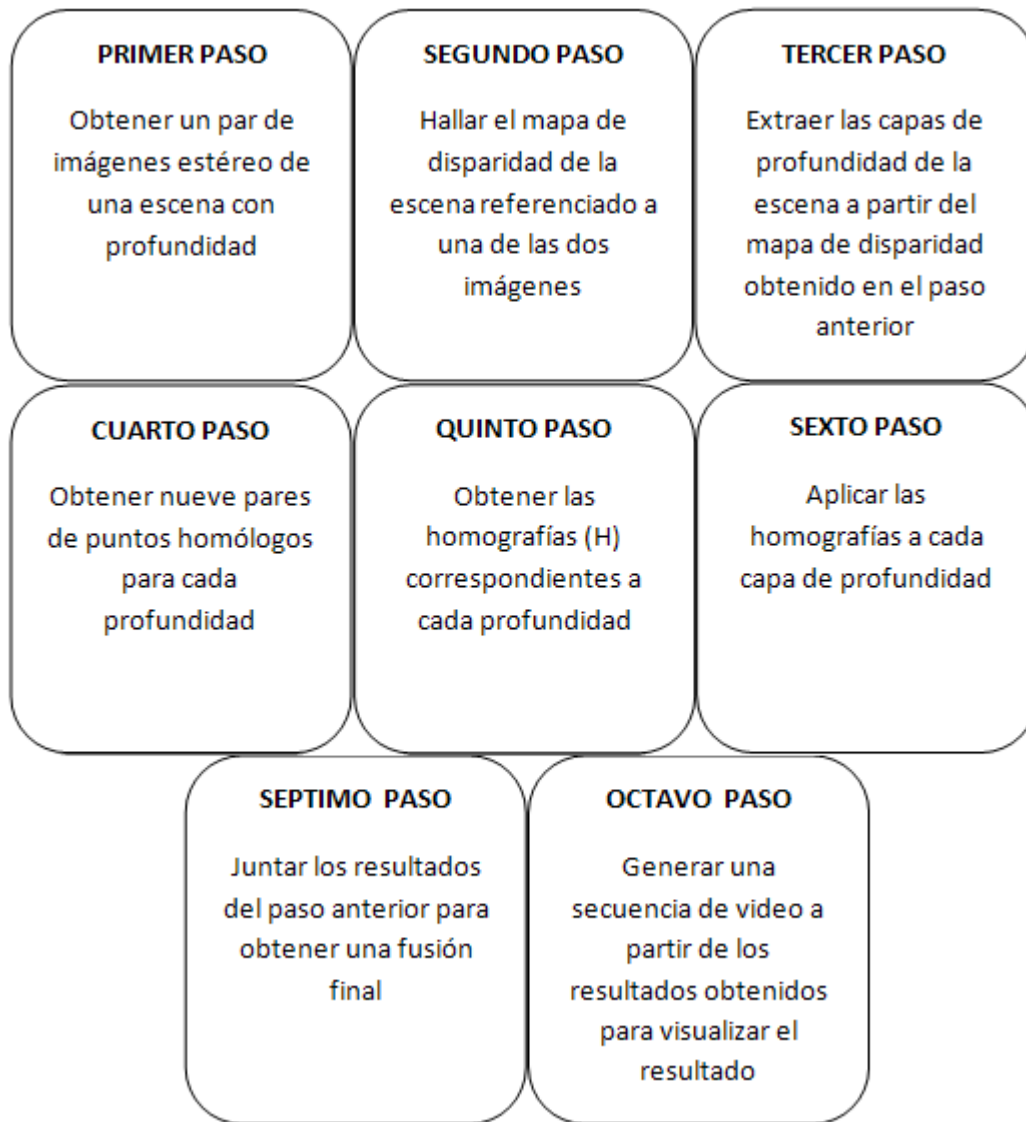 PRIMER PASO
Obtener un par de
imágenes estéreo de
una escena con
profundidad
SEGUNDO PASO
Hallar el mapa de
disparidad de la
escena referenciado a
una de las dos
imágenes
TERCER PASO
Extraer las capas de
profundidad de la
escena a partir del
mapa de disparidad
obtenido en el paso
anterior
CUARTO PASO
Obtener nueve pares
de puntos homólogos
para cada
profundidad
QUINTO PASO
Obtener las
homografías (H)
correspondientes a
cada profundidad
SEXTO PASO
Aplicar las
homografías a cada
capa de profundidad
SEPTIMO PASO
Juntar los resultados
del paso anterior para
obtener una fusión
final
OCTAVO PASO
Generar una
secuencia de video a
partir de los
resultados obtenidos
para visualizar el
resultado